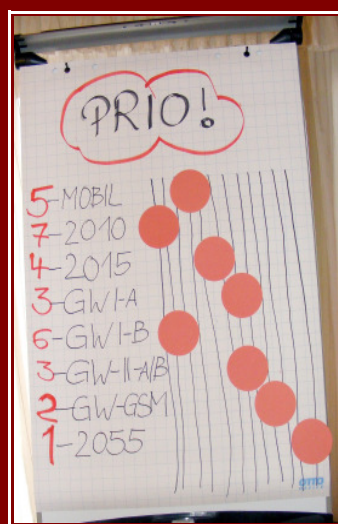 PRIO!
5-MOBIL
7-2010
4-2015
3-GWI-A
6-GWI-B
3-GW-II-A/B
2-GW-GSM
1-2055
OTTO